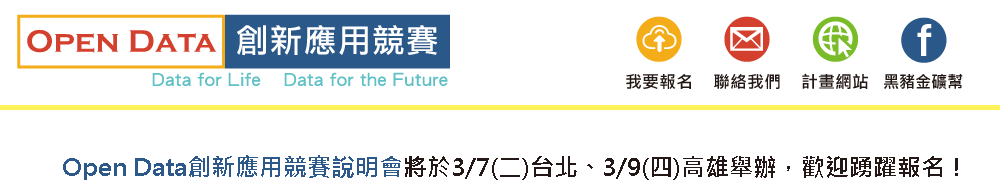 OPEN DATA 創新應用競賽
Data for Life Data for the Future
我要報名 聯絡我們 計畫網站 黑豬金礦幫
Open Data創新應用競賽說明會將於3/7(二)台北、3/9(四)高雄舉辦，歡迎踴躍報名！